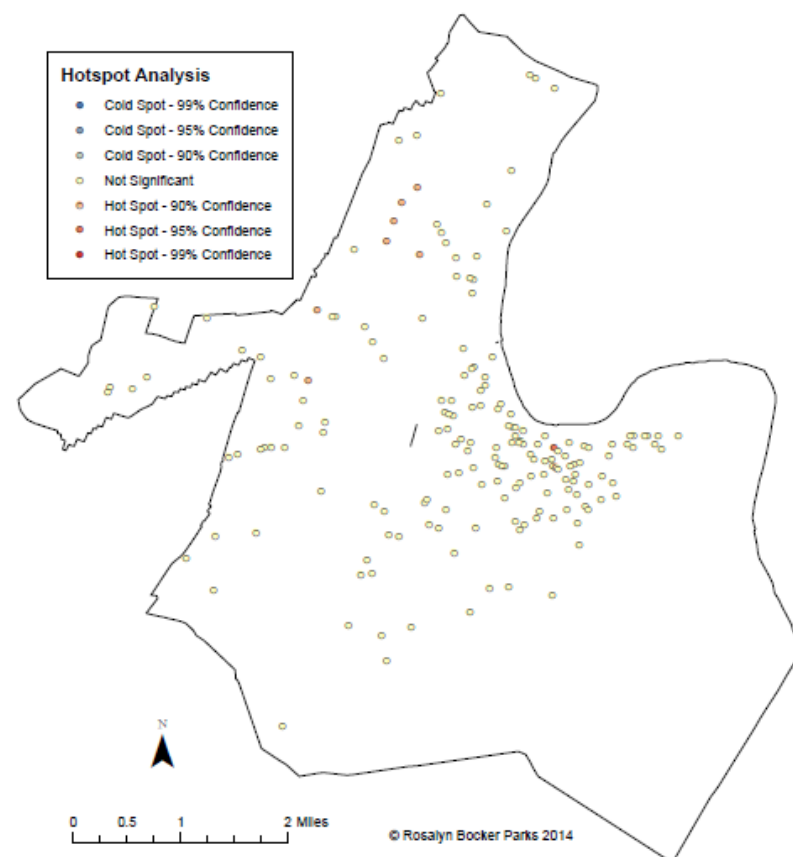 Hotspot Analysis
Cold Spot - 99% Confidence
Cold Spot - 95% Confidence
Cold Spot - 90% Confidence
Not Significant
Hot Spot - 90% Confidence
Hot Spot - 95% Confidence
Hot Spot - 99% Confidence
N
0 0.5 1 2 Miles
© Rosalyn Bocker Parks 2014